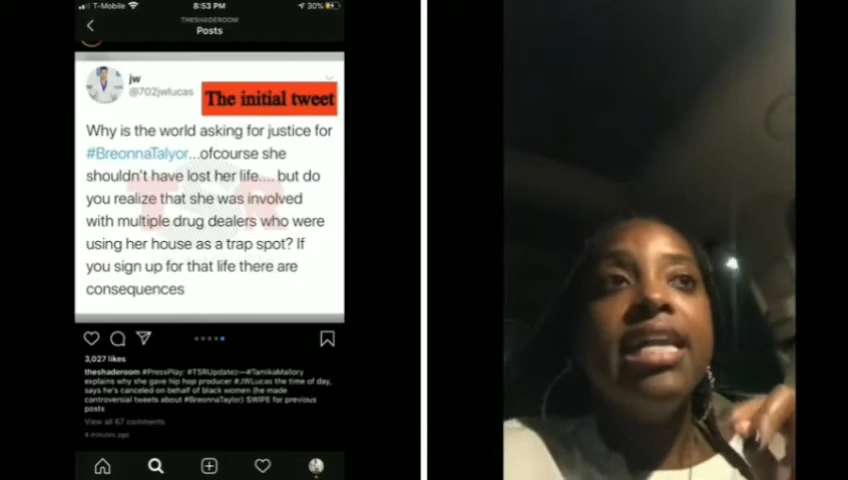 T-Mobile
8:53 PM
30%
THESHADEROOM
Posts
jw
@702jwlucas
The initial tweet
Why is the world asking for justice for
#BreonnaTalyor...ofcourse she
shouldn't have lost her life.... but do
you realize that she was involved
with multiple drug dealers who were
using her house as a trap spot? If
you sign up for that life there are
consequences
TSR
3,027 likes
theshaderoom #PressPlay: #TSRUpdatez—#TamikaMallory
explains why she gave hip hop producer #JWLucas the time of day,
says he's canceled on behalf of black women (he made
controversial tweets about #BreonnaTaylor) SWIPE for previous
posts
View all 67 comments
4 minutes ago